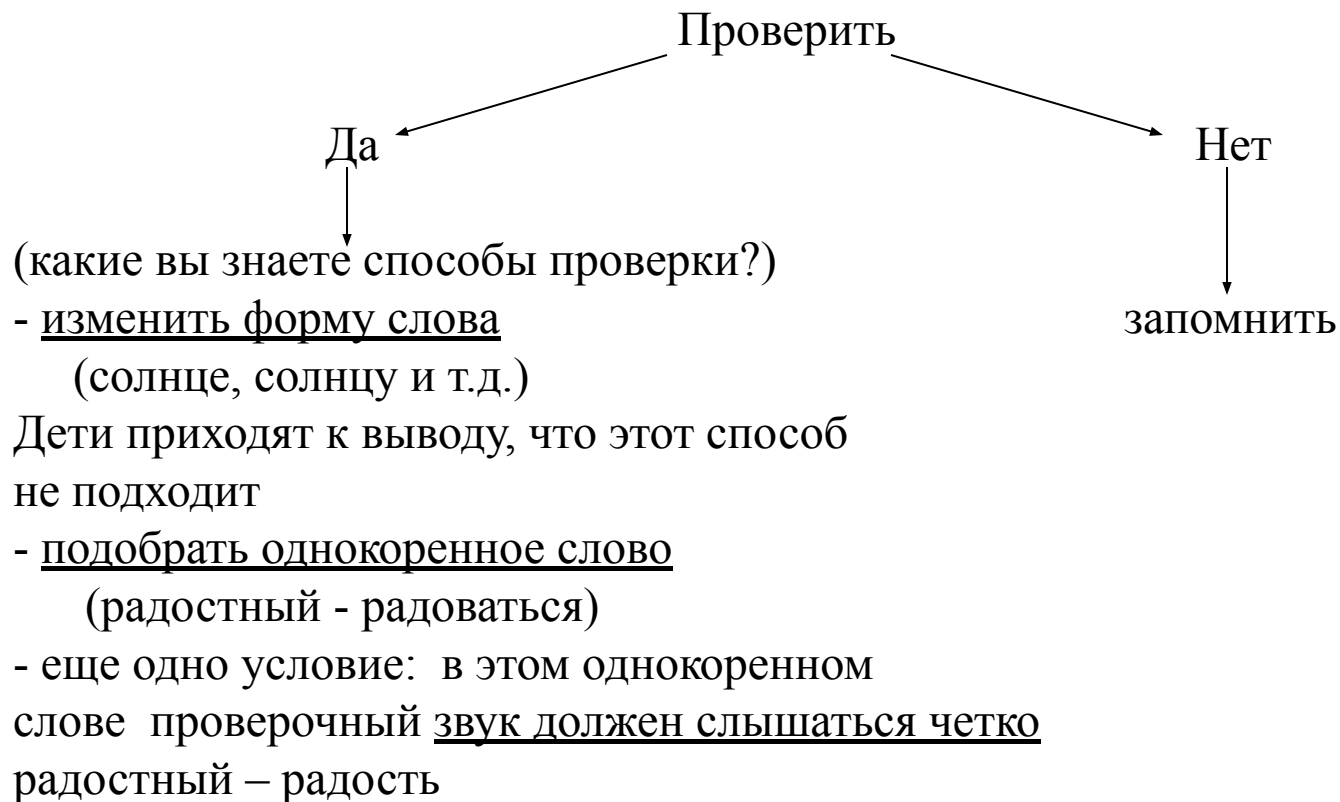 Проверить
Да
Нет
(какие вы знаете способы проверки?)
- изменить форму слова
запомнить
(солнце, солнцу и т.д.)
Дети приходят к выводу, что этот способ
не подходит
- подобрать однокоренное слово
(радостный - радоваться)
- еще одно условие: в этом однокоренном
слове проверочный звук должен слышаться четко
радостный – радость